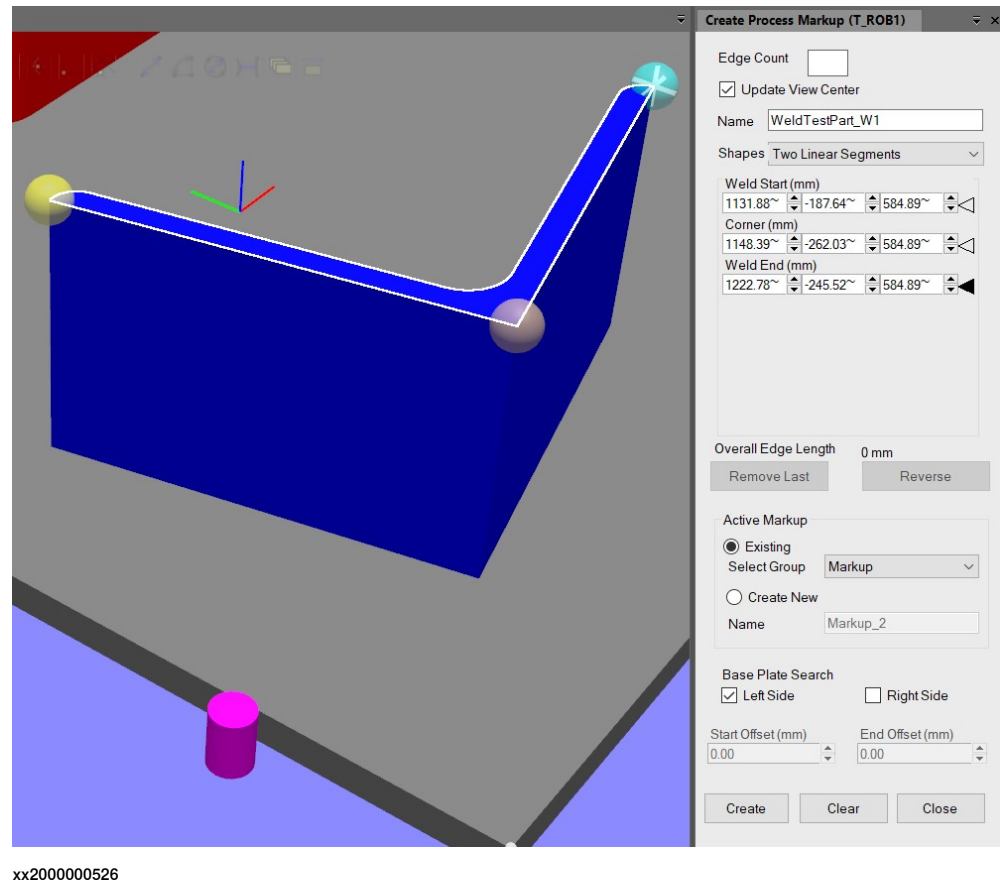 Create Process Markup (T_ROB1)
Edge Count
Update View Center
Name WeldTestPart_W1
Shapes Two Linear Segments
Weld Start (mm)
1131.88~ -187.64~ 584.89~
Corner (mm)
1148.39~ -262.03~ 584.89~
Weld End (mm)
1222.78~ -245.52~ 584.89~
Overall Edge Length 0 mm
Remove Last Reverse
Active Markup
Existing
Select Group Markup
Create New
Name Markup_2
Base Plate Search
Left Side Right Side
Start Offset (mm) End Offset (mm)
0.00 0.00
Create Clear Close
xx2000000526